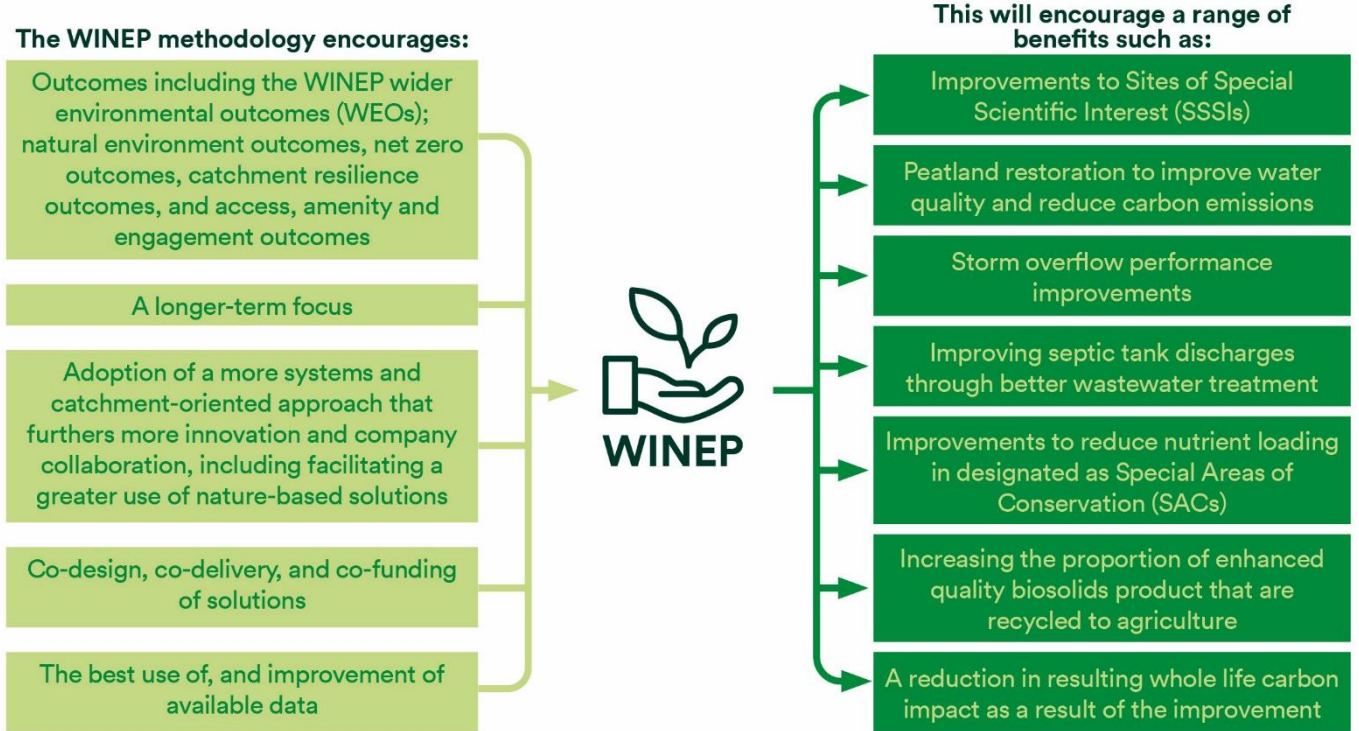 The WINEP methodology encourages:
Outcomes including the WINEP wider
environmental outcomes (WEOs);
natural environment outcomes, net zero
outcomes, catchment resilience
outcomes, and access, amenity and
engagement outcomes
A longer-term focus
Adoption of a more systems and
catchment-oriented approach that
furthers more innovation and company
collaboration, including facilitating a
greater use of nature-based solutions
Co-design, co-delivery, and co-funding
of solutions
The best use of, and improvement of
available data
WINEP
This will encourage a range of
benefits such as:
Improvements to Sites of Special
Scientific Interest (SSSIs)
Peatland restoration to improve water
quality and reduce carbon emissions
Storm overflow performance
improvements
Improving septic tank discharges
through better wastewater treatment
Improvements to reduce nutrient loading
in designated as Special Areas of
Conservation (SACs)
Increasing the proportion of enhanced
quality biosolids product that are
recycled to agriculture
A reduction in resulting whole life carbon
impact as a result of the improvement